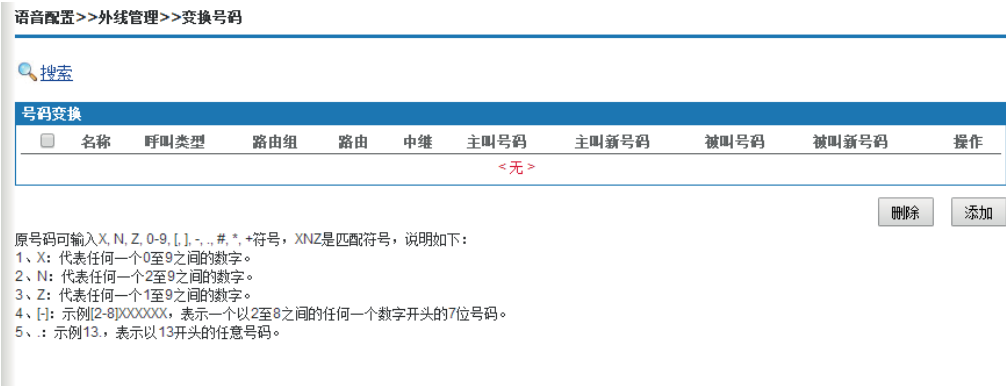 语音配置>>外线管理>>变换号码
搜索
号码变换
名称 呼叫类型 路由组 路由 中继 主叫号码 主叫新号码 被叫号码 被叫新号码 操作
<无>
删除 添加
原号码可输入X, N, Z, 0-9, [, ], -, ., #, *, +符号，XNZ是匹配符号，说明如下：
1、X：代表任何一个0至9之间的数字。
2、N：代表任何一个2至9之间的数字。
3、Z：代表任何一个1至9之间的数字。
4、[-]：示例[2-8]XXXXXX，表示一个以2至8之间的任何一个数字开头的7位号码。
5、.：示例13.，表示以13开头的任意号码。